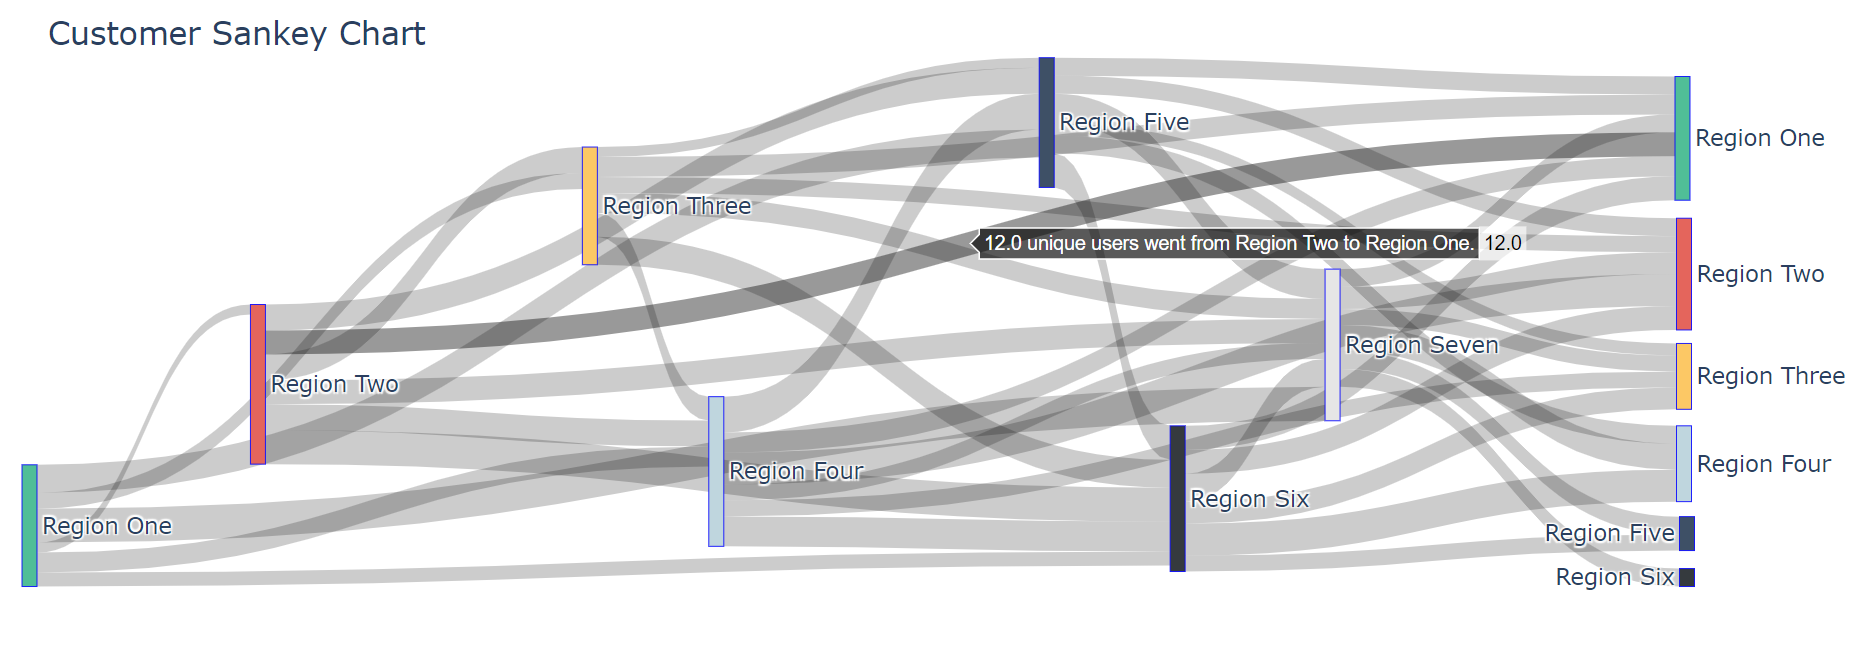 Customer Sankey Chart
Region Five
Region One
Region Three
12.0 unique users went from Region Two to Region One. 12.0
Region Two
Region Seven
Region Two
Region Three
Region Four
Region Four
Region Six
Region One
Region Five
Region Six